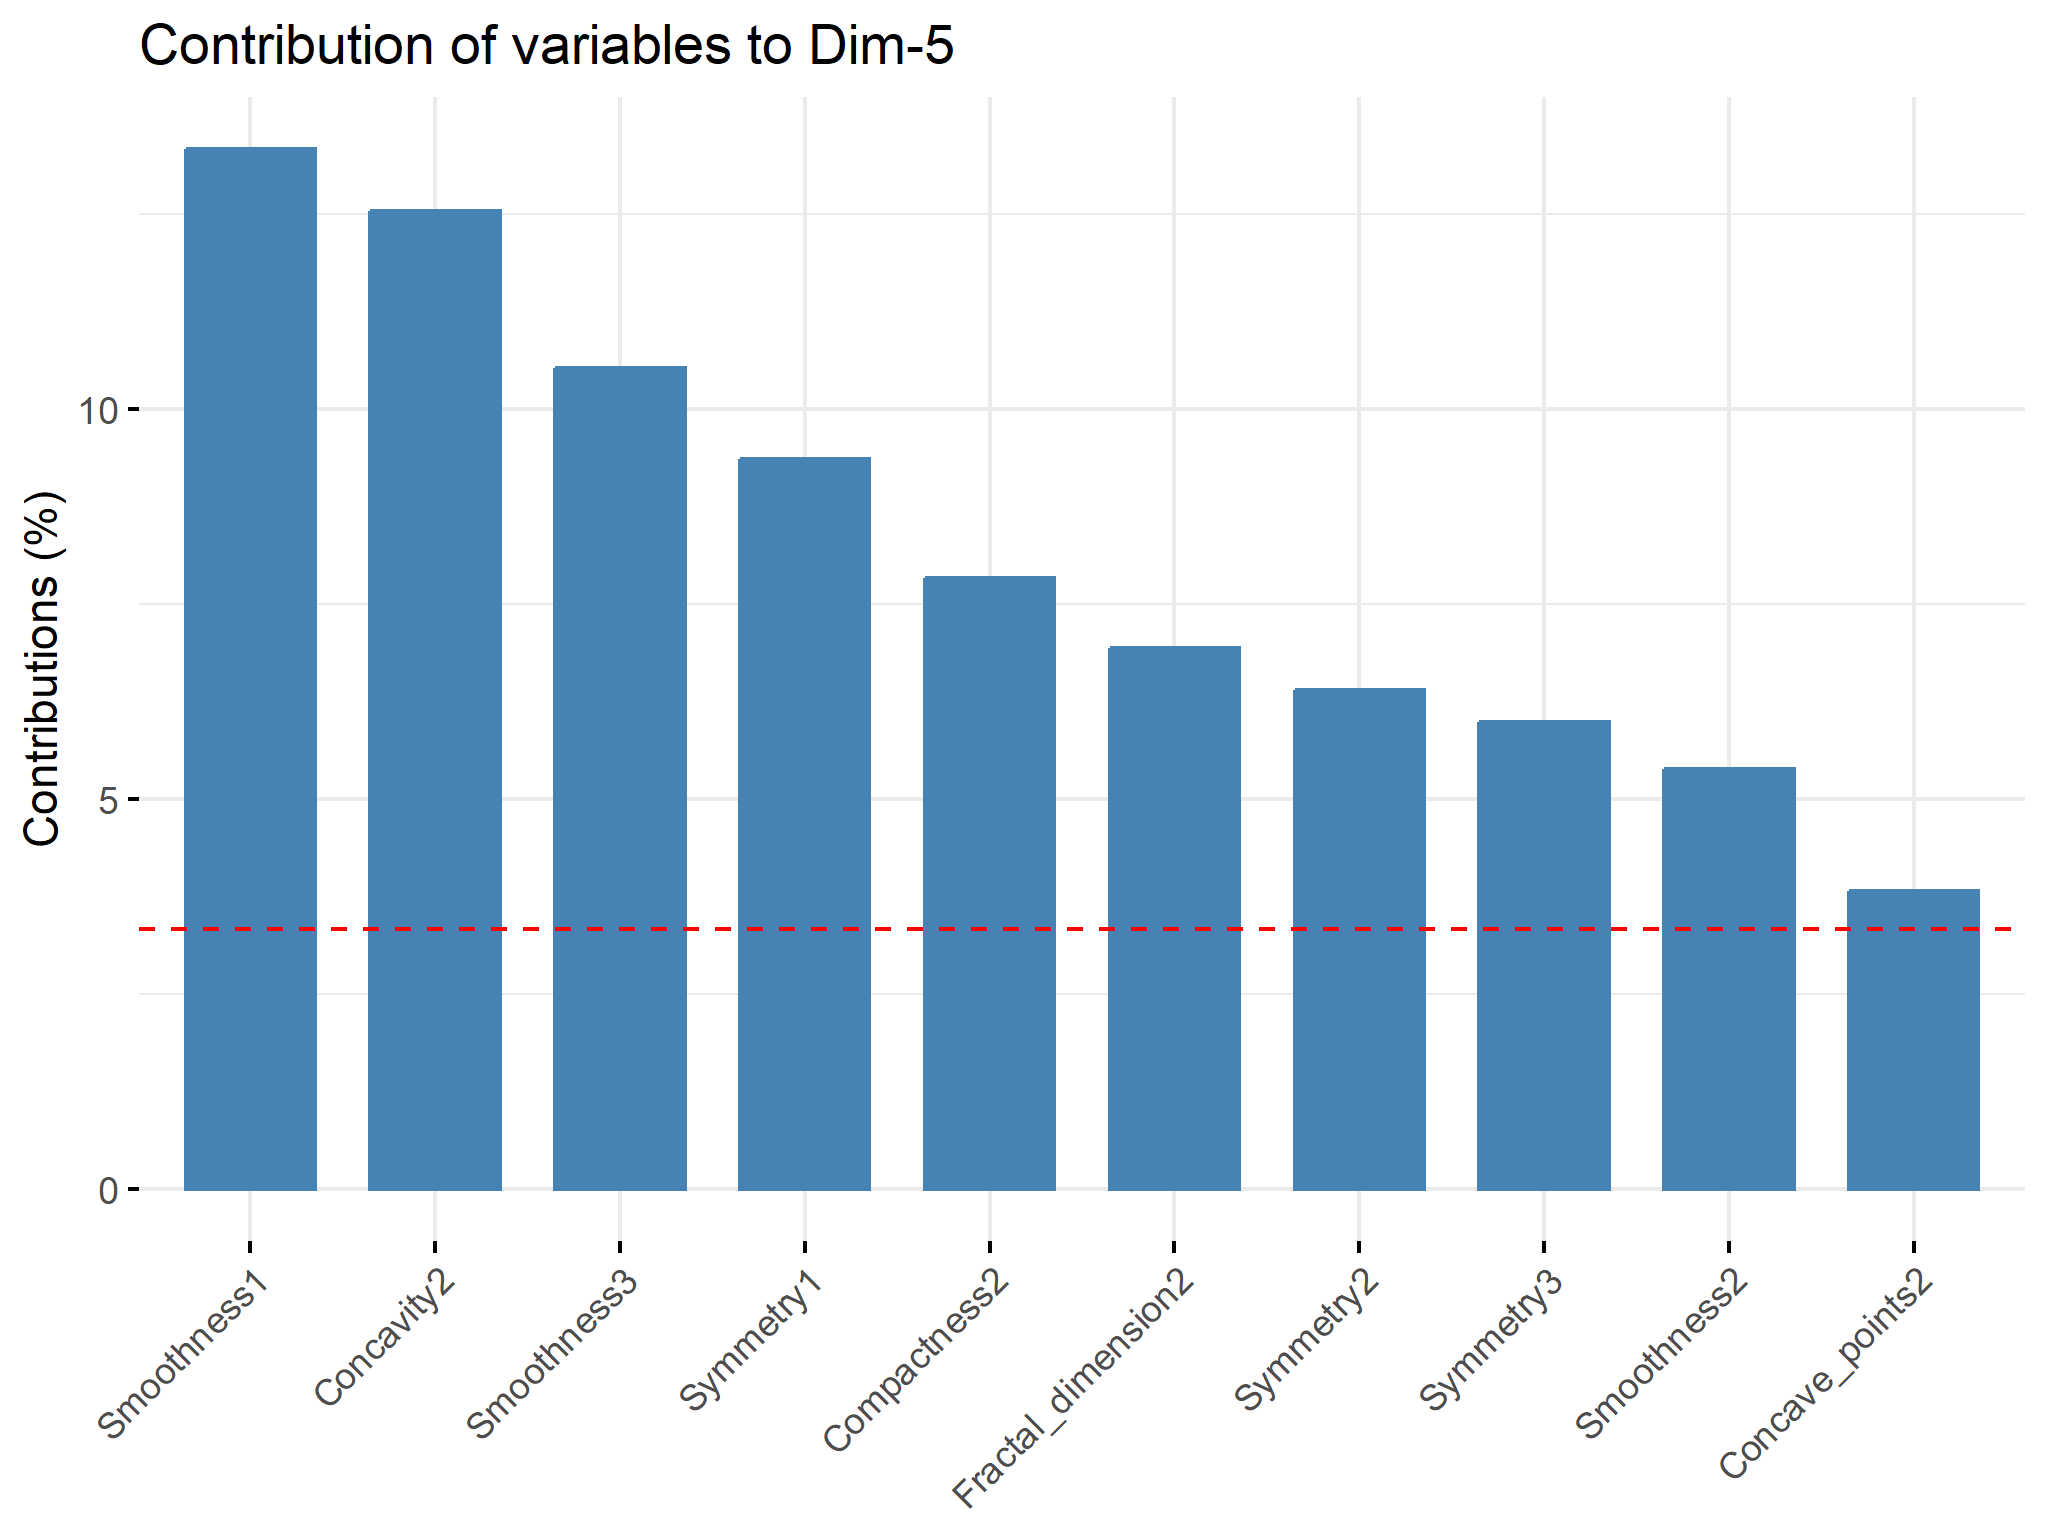 Contribution of variables to Dim-5
Contributions (%)
10
5
0
Smoothness1
Concavity2
Smoothness3
Symmetry1
Compactness2
Fractal_dimension2
Symmetry2
Symmetry3
Smoothness2
Concave_points2